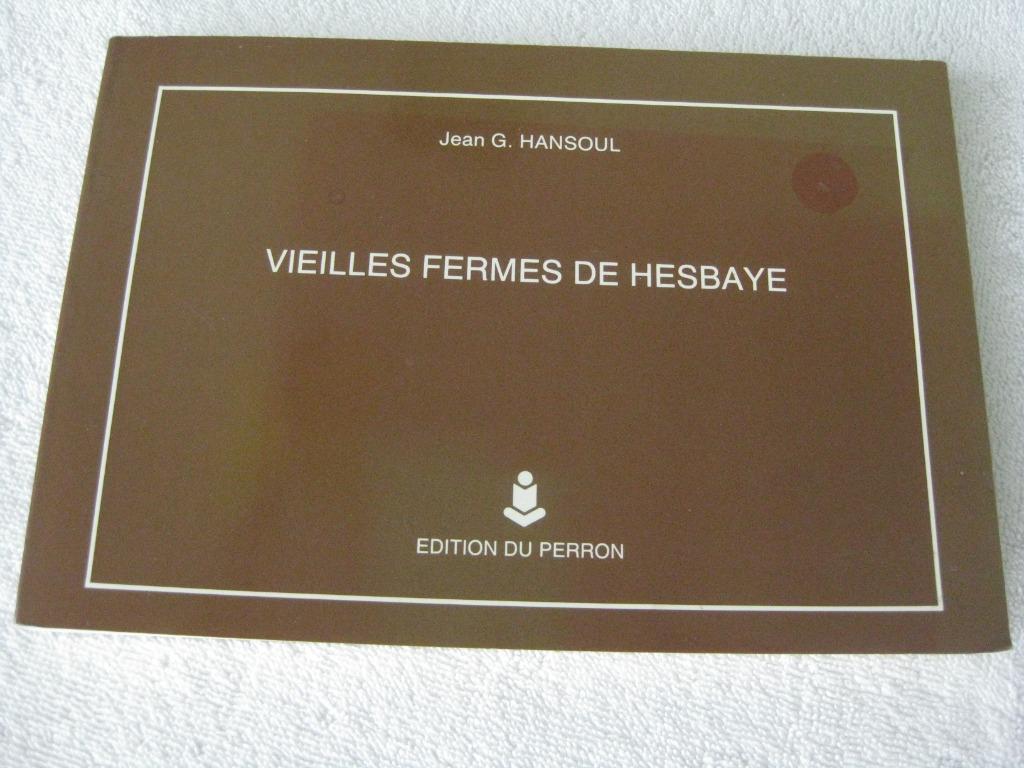 Jean G. HANSOUL
VIEILLES FERMES DE HESBAYE
EDITION DU PERRON